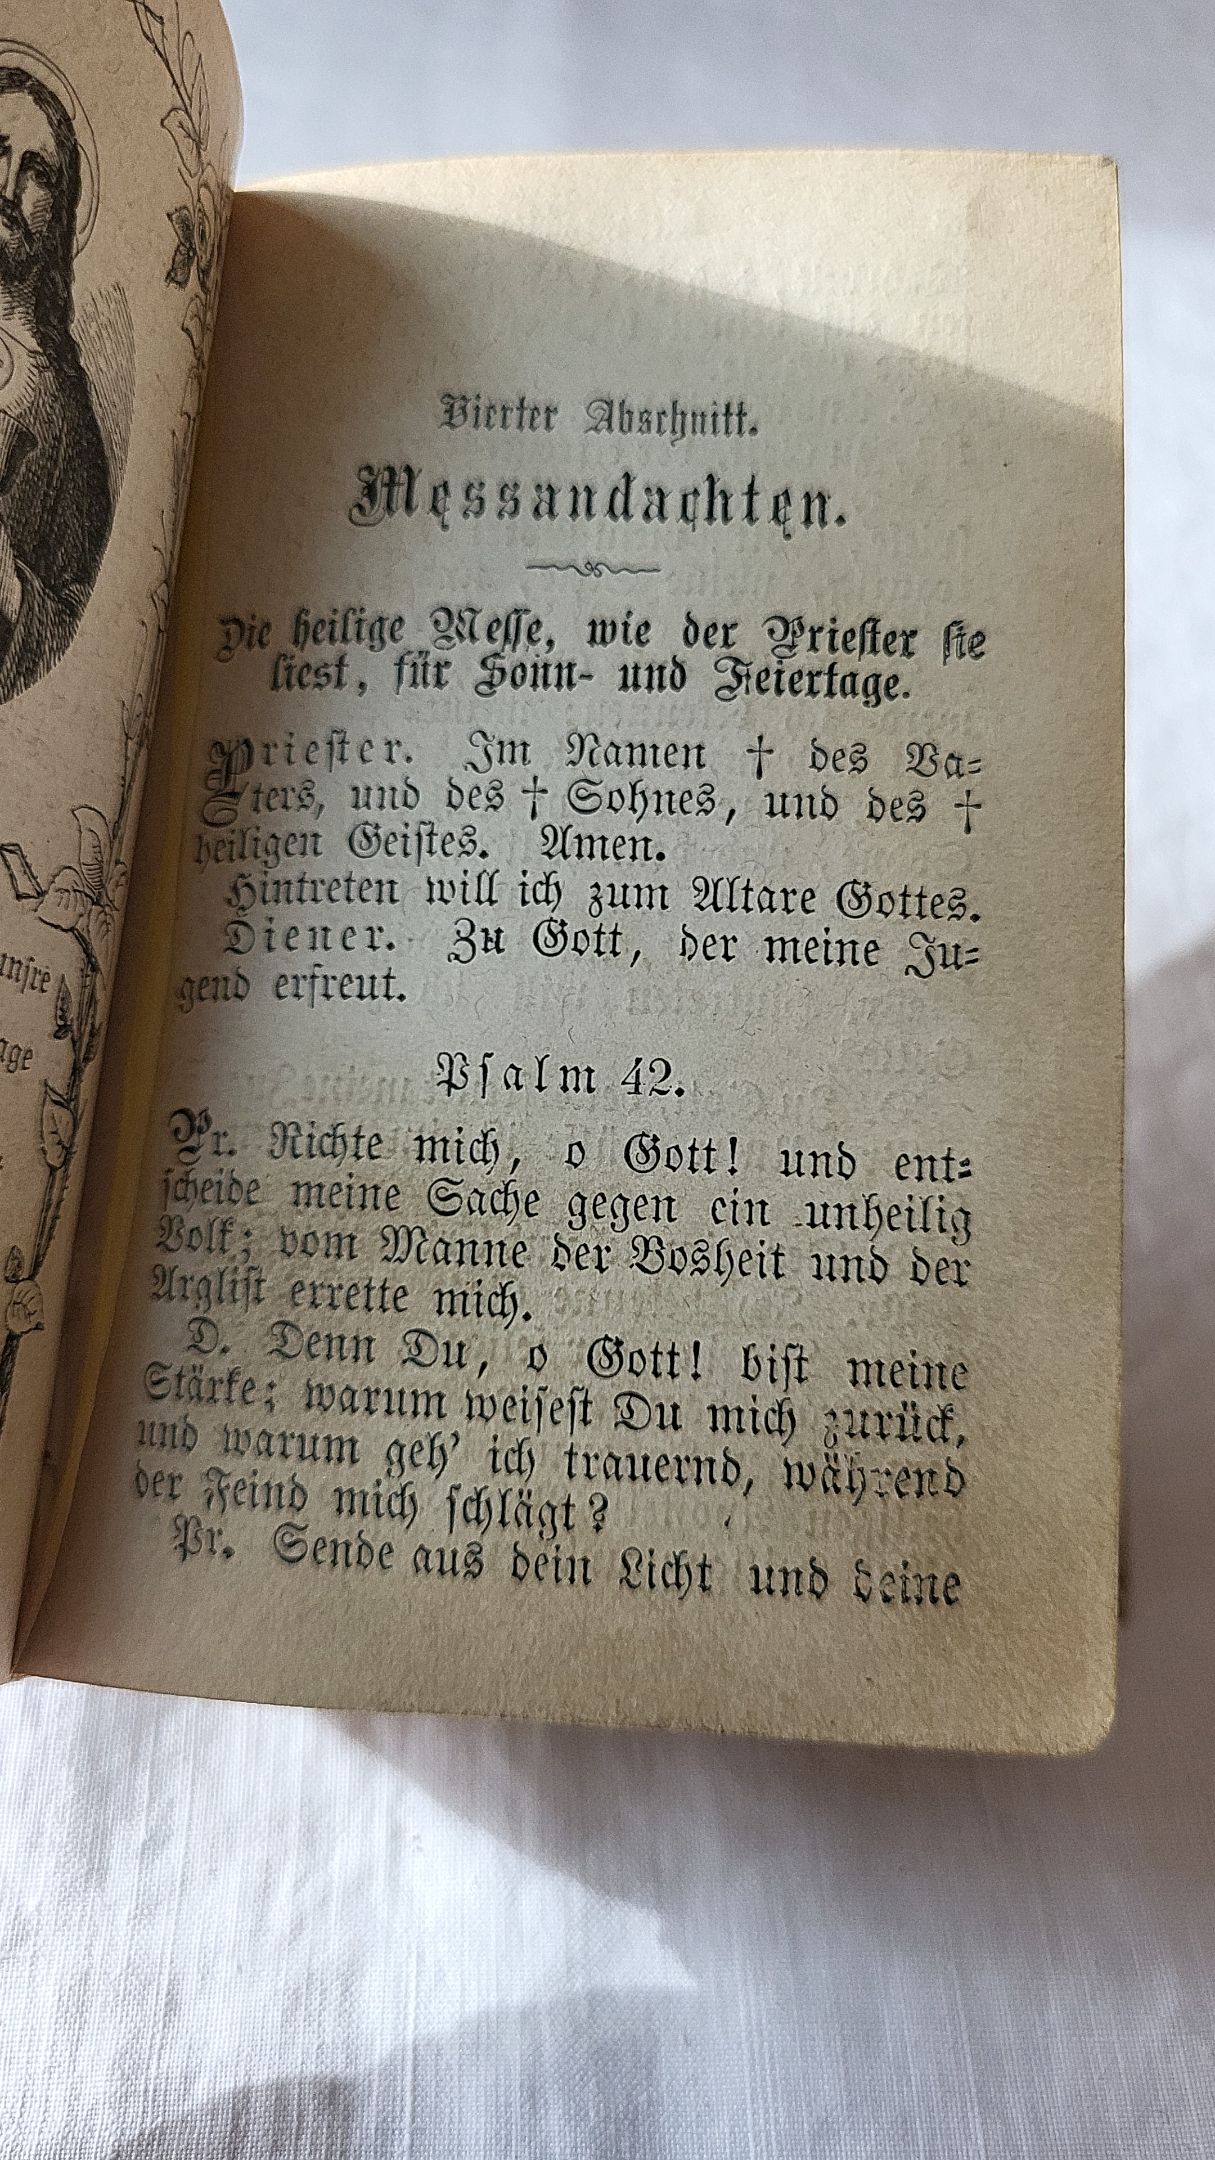 unsre
age
Vierter Abschnitt.
Messandachten.
Die heilige Messe, wie der Priester sie
liest, für Sonn- und Feiertage.
Priester. Im Namen † des Va=
ters, und des † Sohnes, und des †
heiligen Geistes. Amen.
Hintreten will ich zum Altare Gottes.
Diener. Zu Gott, der meine Ju=
gend erfreut.
Psalm 42.
Pr. Richte mich, o Gott! und ent=
scheide meine Sache gegen ein unheilig
Volk; vom Manne der Bosheit und der
Arglist errette mich.
D. Denn Du, o Gott! bist meine
Stärke; warum weisest Du mich zurück,
und warum geh' ich trauernd, während
der Feind mich schlägt?
Pr. Sende aus dein Licht und deine